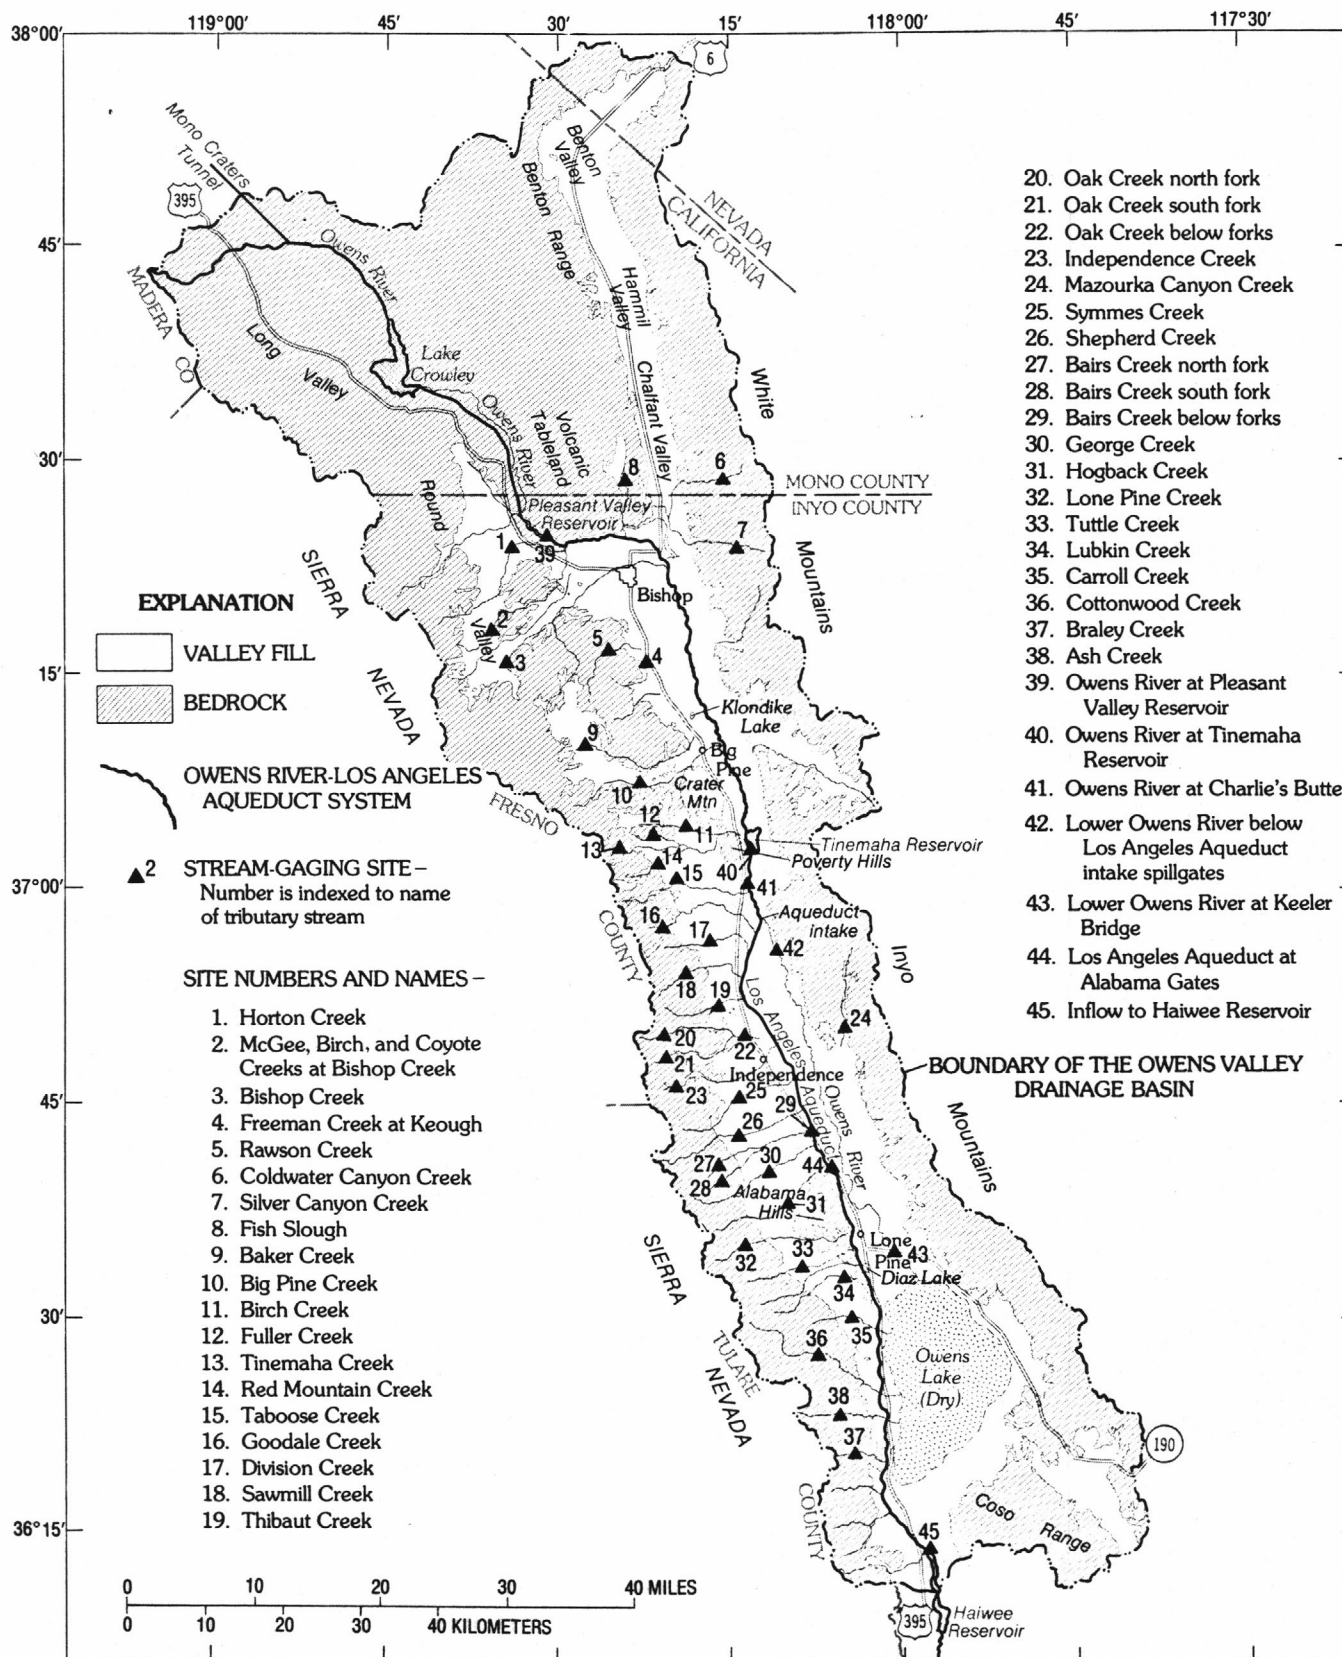 119°00′ 45′ 30′ 15′ 118°00′ 45′ 117°30′
38°00′
6
Mono Craters
Tunnel
395
Benton
Valley
Benton
Range
NEVADA
CALIFORNIA
45′
Owens River
MADERA
CO
Hammil
Valley
Long
Valley
Lake
Crowley
Chalfant Valley
White
Owens River
Volcanic
Tableland
30′
8
6
MONO COUNTY
INYO COUNTY
Round
Pleasant Valley
Reservoir
1
39
7
Mountains
SIERRA
Bishop
2
Valley
3
5
4
15′
NEVADA
Klondike
Lake
9
Big
Pine
Crater
Mtn
10
FRESNO
12
11
13
14
Tinemaha Reservoir
Poverty Hills
15
40
41
37°00′
COUNTY
16
17
Aqueduct
intake
42
Inyo
18
19
Los Angeles
Aqueduct
24
20
22
21
Independence
23
25
29
Owens
River
45′
26
Mountains
27
30
44
28
Alabama
Hills
31
SIERRA
32
33
Lone
Pine
43
Diaz Lake
34
30′
35
36
TULARE
NEVADA
Owens
Lake
(Dry)
38
37
190
COUNTY
Coso
Range
36°15′
45
395
Haiwee
Reservoir
EXPLANATION
VALLEY FILL
BEDROCK
OWENS RIVER-LOS ANGELES
AQUEDUCT SYSTEM
2
STREAM-GAGING SITE –
Number is indexed to name
of tributary stream
SITE NUMBERS AND NAMES –
1. Horton Creek
2. McGee, Birch, and Coyote
Creeks at Bishop Creek
3. Bishop Creek
4. Freeman Creek at Keough
5. Rawson Creek
6. Coldwater Canyon Creek
7. Silver Canyon Creek
8. Fish Slough
9. Baker Creek
10. Big Pine Creek
11. Birch Creek
12. Fuller Creek
13. Tinemaha Creek
14. Red Mountain Creek
15. Taboose Creek
16. Goodale Creek
17. Division Creek
18. Sawmill Creek
19. Thibaut Creek
20. Oak Creek north fork
21. Oak Creek south fork
22. Oak Creek below forks
23. Independence Creek
24. Mazourka Canyon Creek
25. Symmes Creek
26. Shepherd Creek
27. Bairs Creek north fork
28. Bairs Creek south fork
29. Bairs Creek below forks
30. George Creek
31. Hogback Creek
32. Lone Pine Creek
33. Tuttle Creek
34. Lubkin Creek
35. Carroll Creek
36. Cottonwood Creek
37. Braley Creek
38. Ash Creek
39. Owens River at Pleasant
Valley Reservoir
40. Owens River at Tinemaha
Reservoir
41. Owens River at Charlie's Butte
42. Lower Owens River below
Los Angeles Aqueduct
intake spillgates
43. Lower Owens River at Keeler
Bridge
44. Los Angeles Aqueduct at
Alabama Gates
45. Inflow to Haiwee Reservoir
BOUNDARY OF THE OWENS VALLEY
DRAINAGE BASIN
0 10 20 30 40 MILES
0 10 20 30 40 KILOMETERS